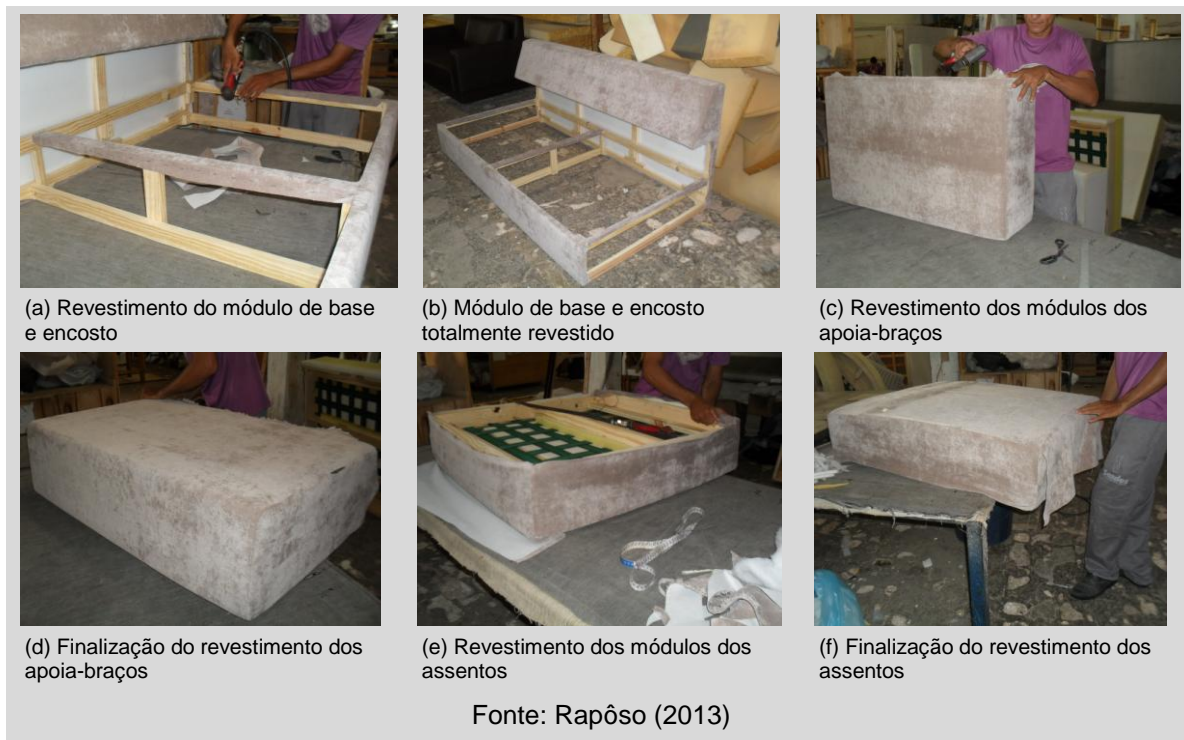 (a) Revestimento do módulo de base
e encosto
(b) Módulo de base e encosto
totalmente revestido
(c) Revestimento dos módulos dos
apoia-braços
(d) Finalização do revestimento dos
apoia-braços
(e) Revestimento dos módulos dos
assentos
(f) Finalização do revestimento dos
assentos
Fonte: Rapôso (2013)